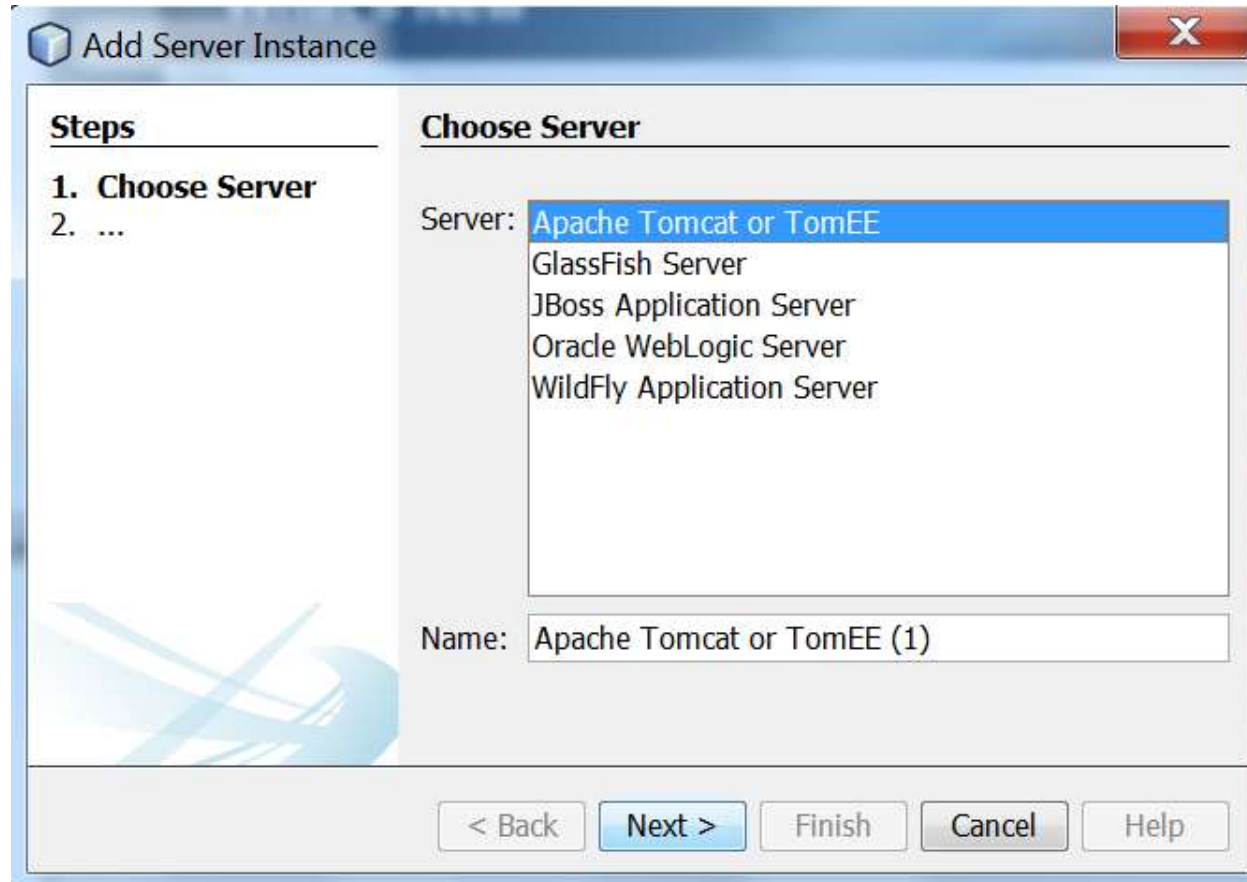 Add Server Instance
Steps
1. Choose Server
2. ...
Choose Server
Server:
Apache Tomcat or TomEE
GlassFish Server
JBoss Application Server
Oracle WebLogic Server
WildFly Application Server
Name: Apache Tomcat or TomEE (1)
< Back Next > Finish Cancel Help